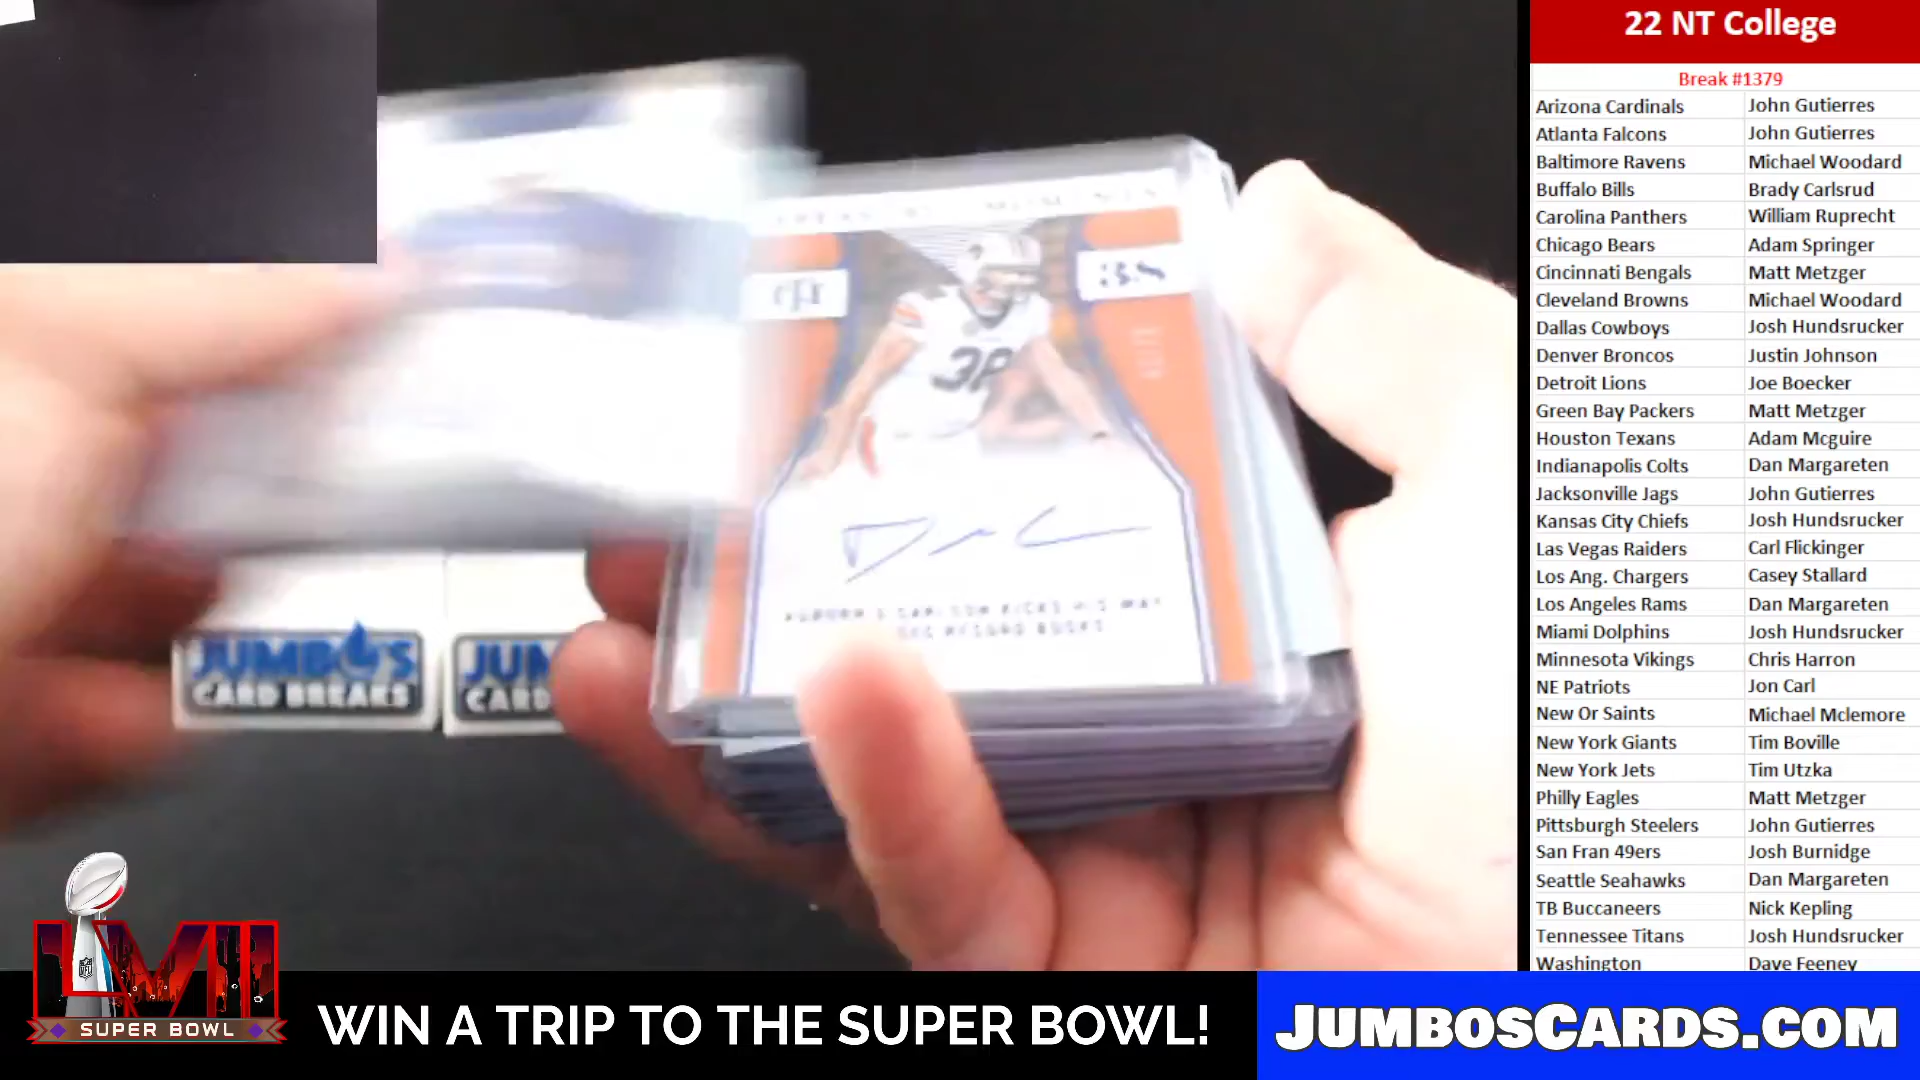 22 NT College
Break #1379
Arizona Cardinals John Gutierres
Atlanta Falcons John Gutierres
Baltimore Ravens Michael Woodard
Buffalo Bills Brady Carlsrud
Carolina Panthers William Ruprecht
Chicago Bears Adam Springer
Cincinnati Bengals Matt Metzger
Cleveland Browns Michael Woodard
Dallas Cowboys Josh Hundsrucker
Denver Broncos Justin Johnson
Detroit Lions Joe Boecker
Green Bay Packers Matt Metzger
Houston Texans Adam Mcguire
Indianapolis Colts Dan Margareten
Jacksonville Jags John Gutierres
Kansas City Chiefs Josh Hundsrucker
Las Vegas Raiders Carl Flickinger
Los Ang. Chargers Casey Stallard
Los Angeles Rams Dan Margareten
Miami Dolphins Josh Hundsrucker
Minnesota Vikings Chris Harron
NE Patriots Jon Carl
New Or Saints Michael Mclemore
New York Giants Tim Boville
New York Jets Tim Utzka
Philly Eagles Matt Metzger
Pittsburgh Steelers John Gutierres
San Fran 49ers Josh Burnidge
Seattle Seahawks Dan Margareten
TB Buccaneers Nick Kepling
Tennessee Titans Josh Hundsrucker
Washington Dave Feeney
38
JUMBO'S
CARD BREAKS
JUM
CARD
LVII
NFL
SUPER BOWL
WIN A TRIP TO THE SUPER BOWL!
JUMBOSCARDS.COM